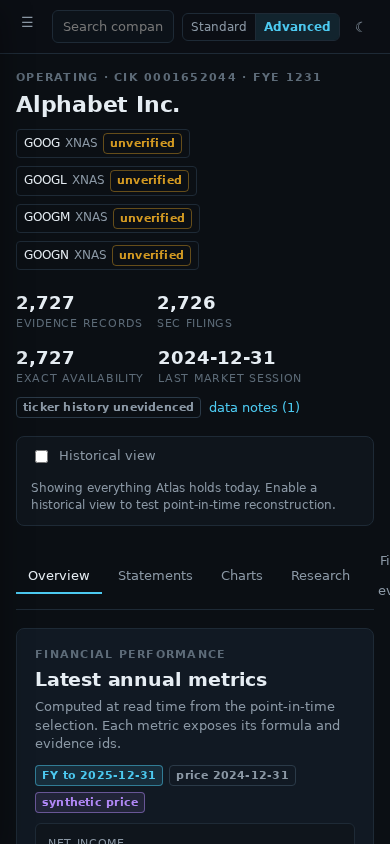 ☰ Search compan Standard Advanced ☾
OPERATING · CIK 0001652044 · FYE 1231
Alphabet Inc.
GOOG XNAS unverified
GOOGL XNAS unverified
GOOGM XNAS unverified
GOOGN XNAS unverified
2,727 2,726
EVIDENCE RECORDS SEC FILINGS
2,727 2024-12-31
EXACT AVAILABILITY LAST MARKET SESSION
ticker history unevidenced data notes (1)
Historical view
Showing everything Atlas holds today. Enable a
historical view to test point-in-time reconstruction.
Overview Statements Charts Research
FINANCIAL PERFORMANCE
Latest annual metrics
Computed at read time from the point-in-time
selection. Each metric exposes its formula and
evidence ids.
FY to 2025-12-31 price 2024-12-31
synthetic price
NET INCOME